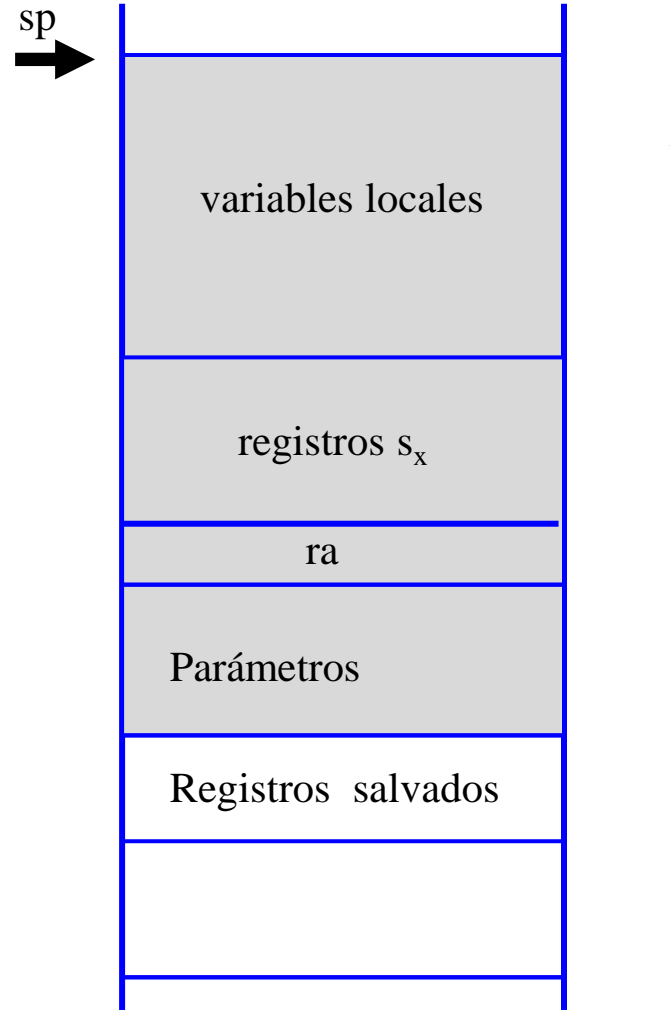 sp
variables locales
registros sₓ
ra
Parámetros
Registros salvados